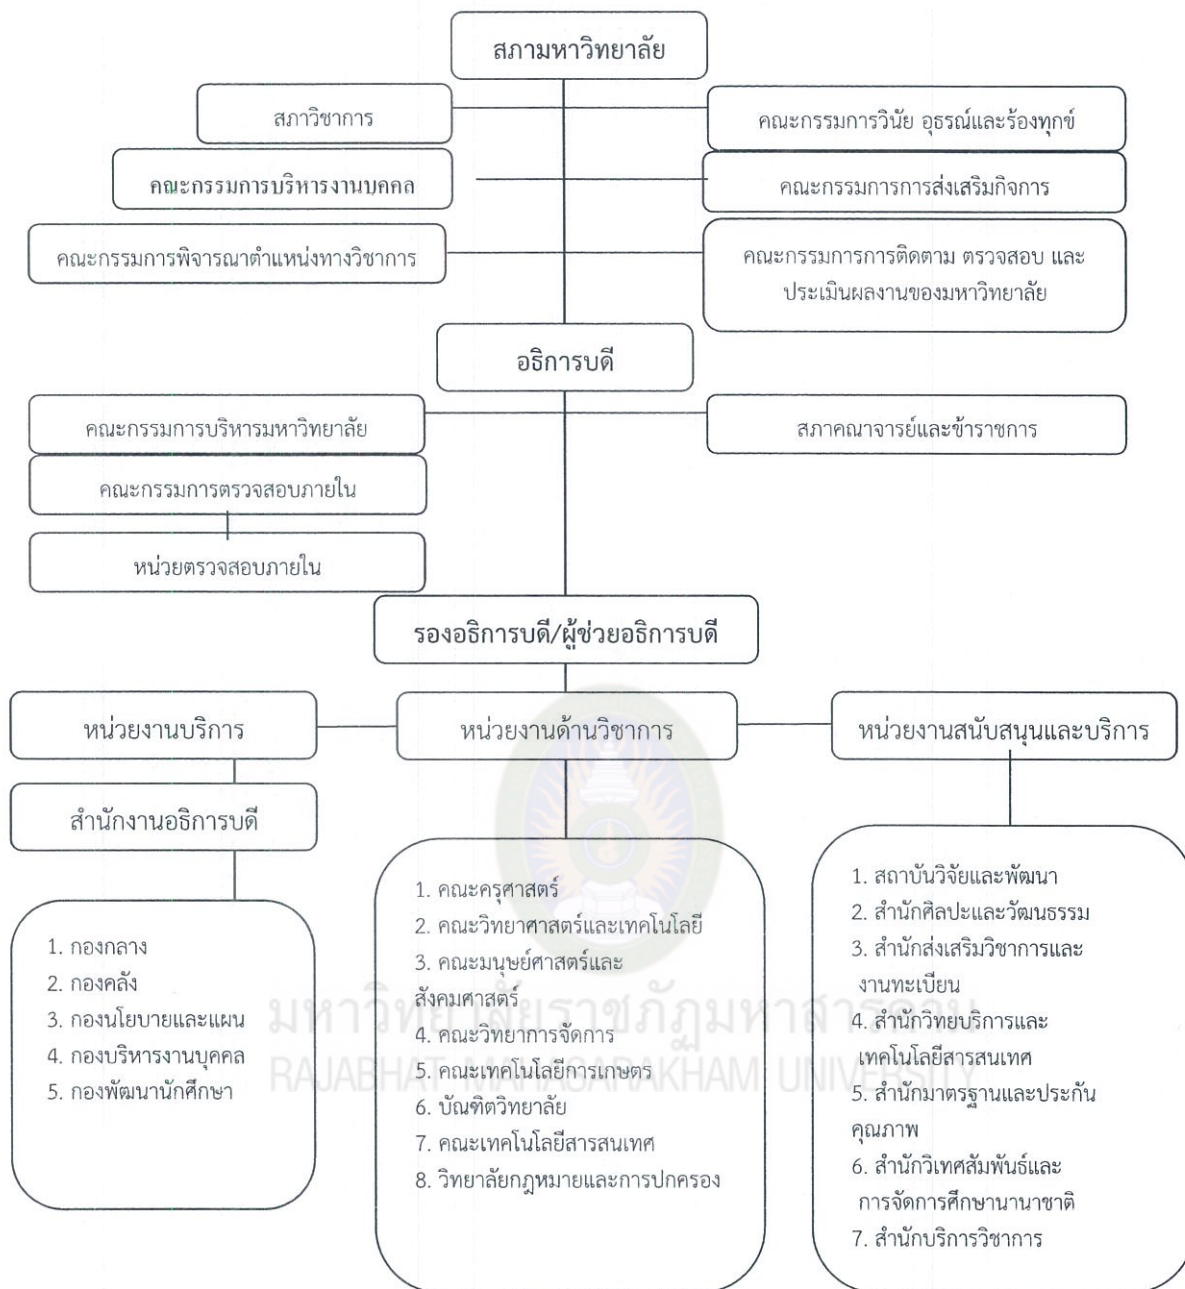 สภามหาวิทยาลัย
สภาวิชาการ
คณะกรรมการวินัย อุธรณ์และร้องทุกข์
คณะกรรมการบริหารงานบุคคล
คณะกรรมการการส่งเสริมกิจการ
คณะกรรมการพิจารณาตำแหน่งทางวิชาการ
คณะกรรมการการติดตาม ตรวจสอบ และ
ประเมินผลงานของมหาวิทยาลัย
อธิการบดี
คณะกรรมการบริหารมหาวิทยาลัย
สภาคณาจารย์และข้าราชการ
คณะกรรมการตรวจสอบภายใน
หน่วยตรวจสอบภายใน
รองอธิการบดี/ผู้ช่วยอธิการบดี
หน่วยงานบริการ
หน่วยงานด้านวิชาการ
หน่วยงานสนับสนุนและบริการ
สำนักงานอธิการบดี
1. กองกลาง
2. กองคลัง
3. กองนโยบายและแผน
4. กองบริหารงานบุคคล
5. กองพัฒนานักศึกษา
1. คณะครุศาสตร์
2. คณะวิทยาศาสตร์และเทคโนโลยี
3. คณะมนุษย์ศาสตร์และ
สังคมศาสตร์
4. คณะวิทยาการจัดการ
5. คณะเทคโนโลยีการเกษตร
6. บัณฑิตวิทยาลัย
7. คณะเทคโนโลยีสารสนเทศ
8. วิทยาลัยกฎหมายและการปกครอง
1. สถาบันวิจัยและพัฒนา
2. สำนักศิลปะและวัฒนธรรม
3. สำนักส่งเสริมวิชาการและ
งานทะเบียน
4. สำนักวิทยบริการและ
เทคโนโลยีสารสนเทศ
5. สำนักมาตรฐานและประกัน
คุณภาพ
6. สำนักวิเทศสัมพันธ์และ
การจัดการศึกษานานาชาติ
7. สำนักบริการวิชาการ
มหาวิทยาลัยราชภัฏมหาสารคาม
RAJABHAT MAHASARAKHAM UNIVERSITY